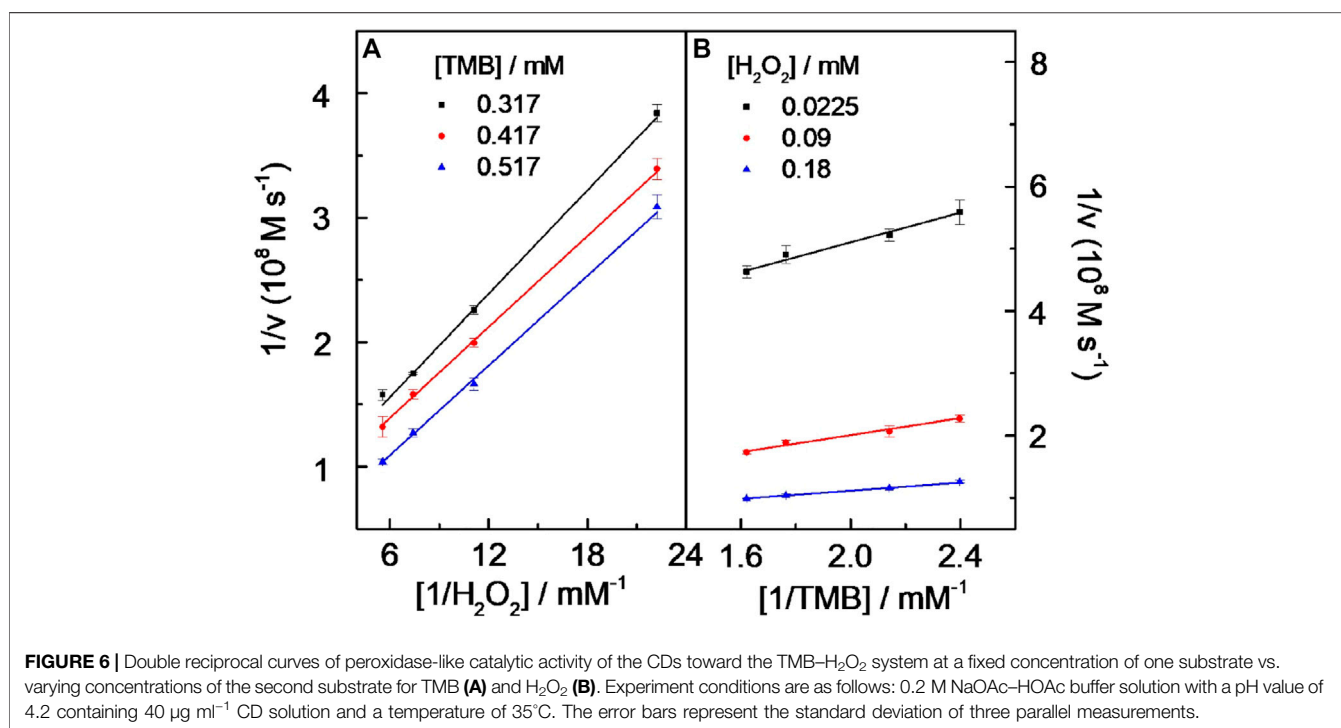 A
[TMB] / mM
0.317
0.417
0.517
4
3
2
1
1/v (10⁸ M s⁻¹)
6 12 18 24
[1/H₂O₂] / mM⁻¹
B
[H₂O₂] / mM
0.0225
0.09
0.18
8
6
4
2
1/v (10⁸ M s⁻¹)
1.6 2.0 2.4
[1/TMB] / mM⁻¹
FIGURE 6 | Double reciprocal curves of peroxidase-like catalytic activity of the CDs toward the TMB–H₂O₂ system at a fixed concentration of one substrate vs.
varying concentrations of the second substrate for TMB (A) and H₂O₂ (B). Experiment conditions are as follows: 0.2 M NaOAc–HOAc buffer solution with a pH value of
4.2 containing 40 µg ml⁻¹ CD solution and a temperature of 35°C. The error bars represent the standard deviation of three parallel measurements.